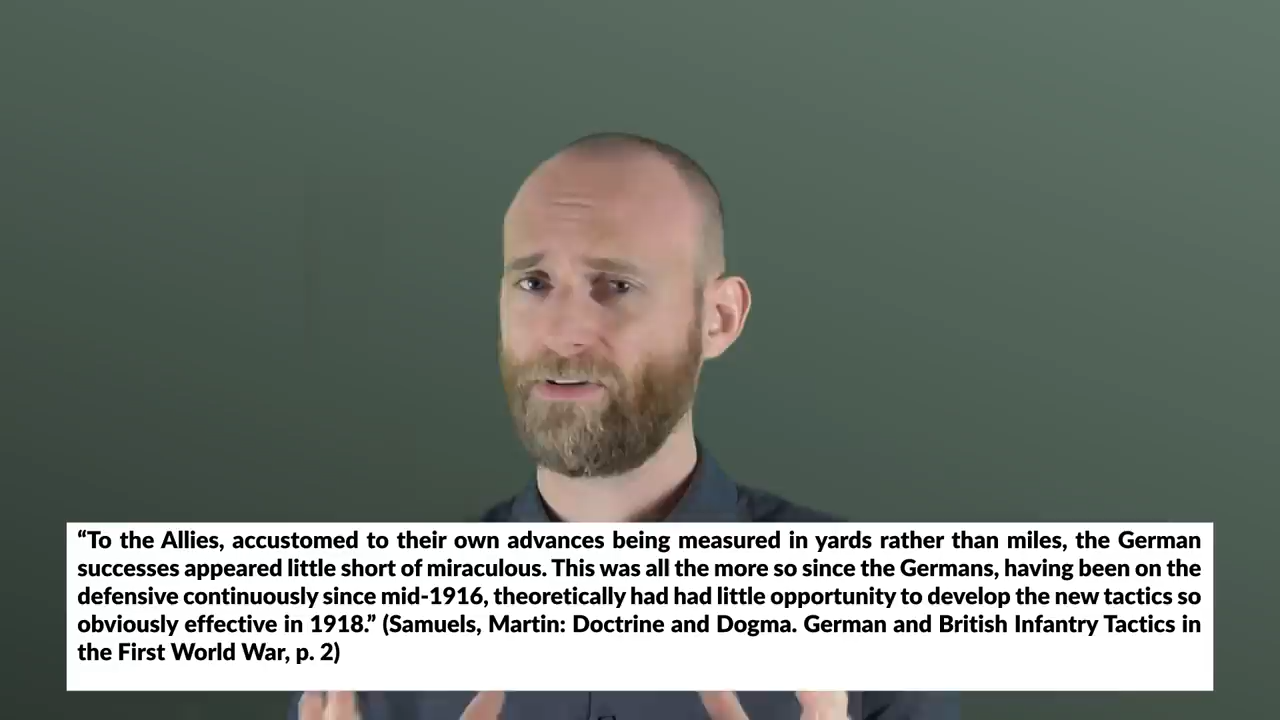 “To the Allies, accustomed to their own advances being measured in yards rather than miles, the German
successes appeared little short of miraculous. This was all the more so since the Germans, having been on the
defensive continuously since mid-1916, theoretically had had little opportunity to develop the new tactics so
obviously effective in 1918.” (Samuels, Martin: Doctrine and Dogma. German and British Infantry Tactics in
the First World War, p. 2)